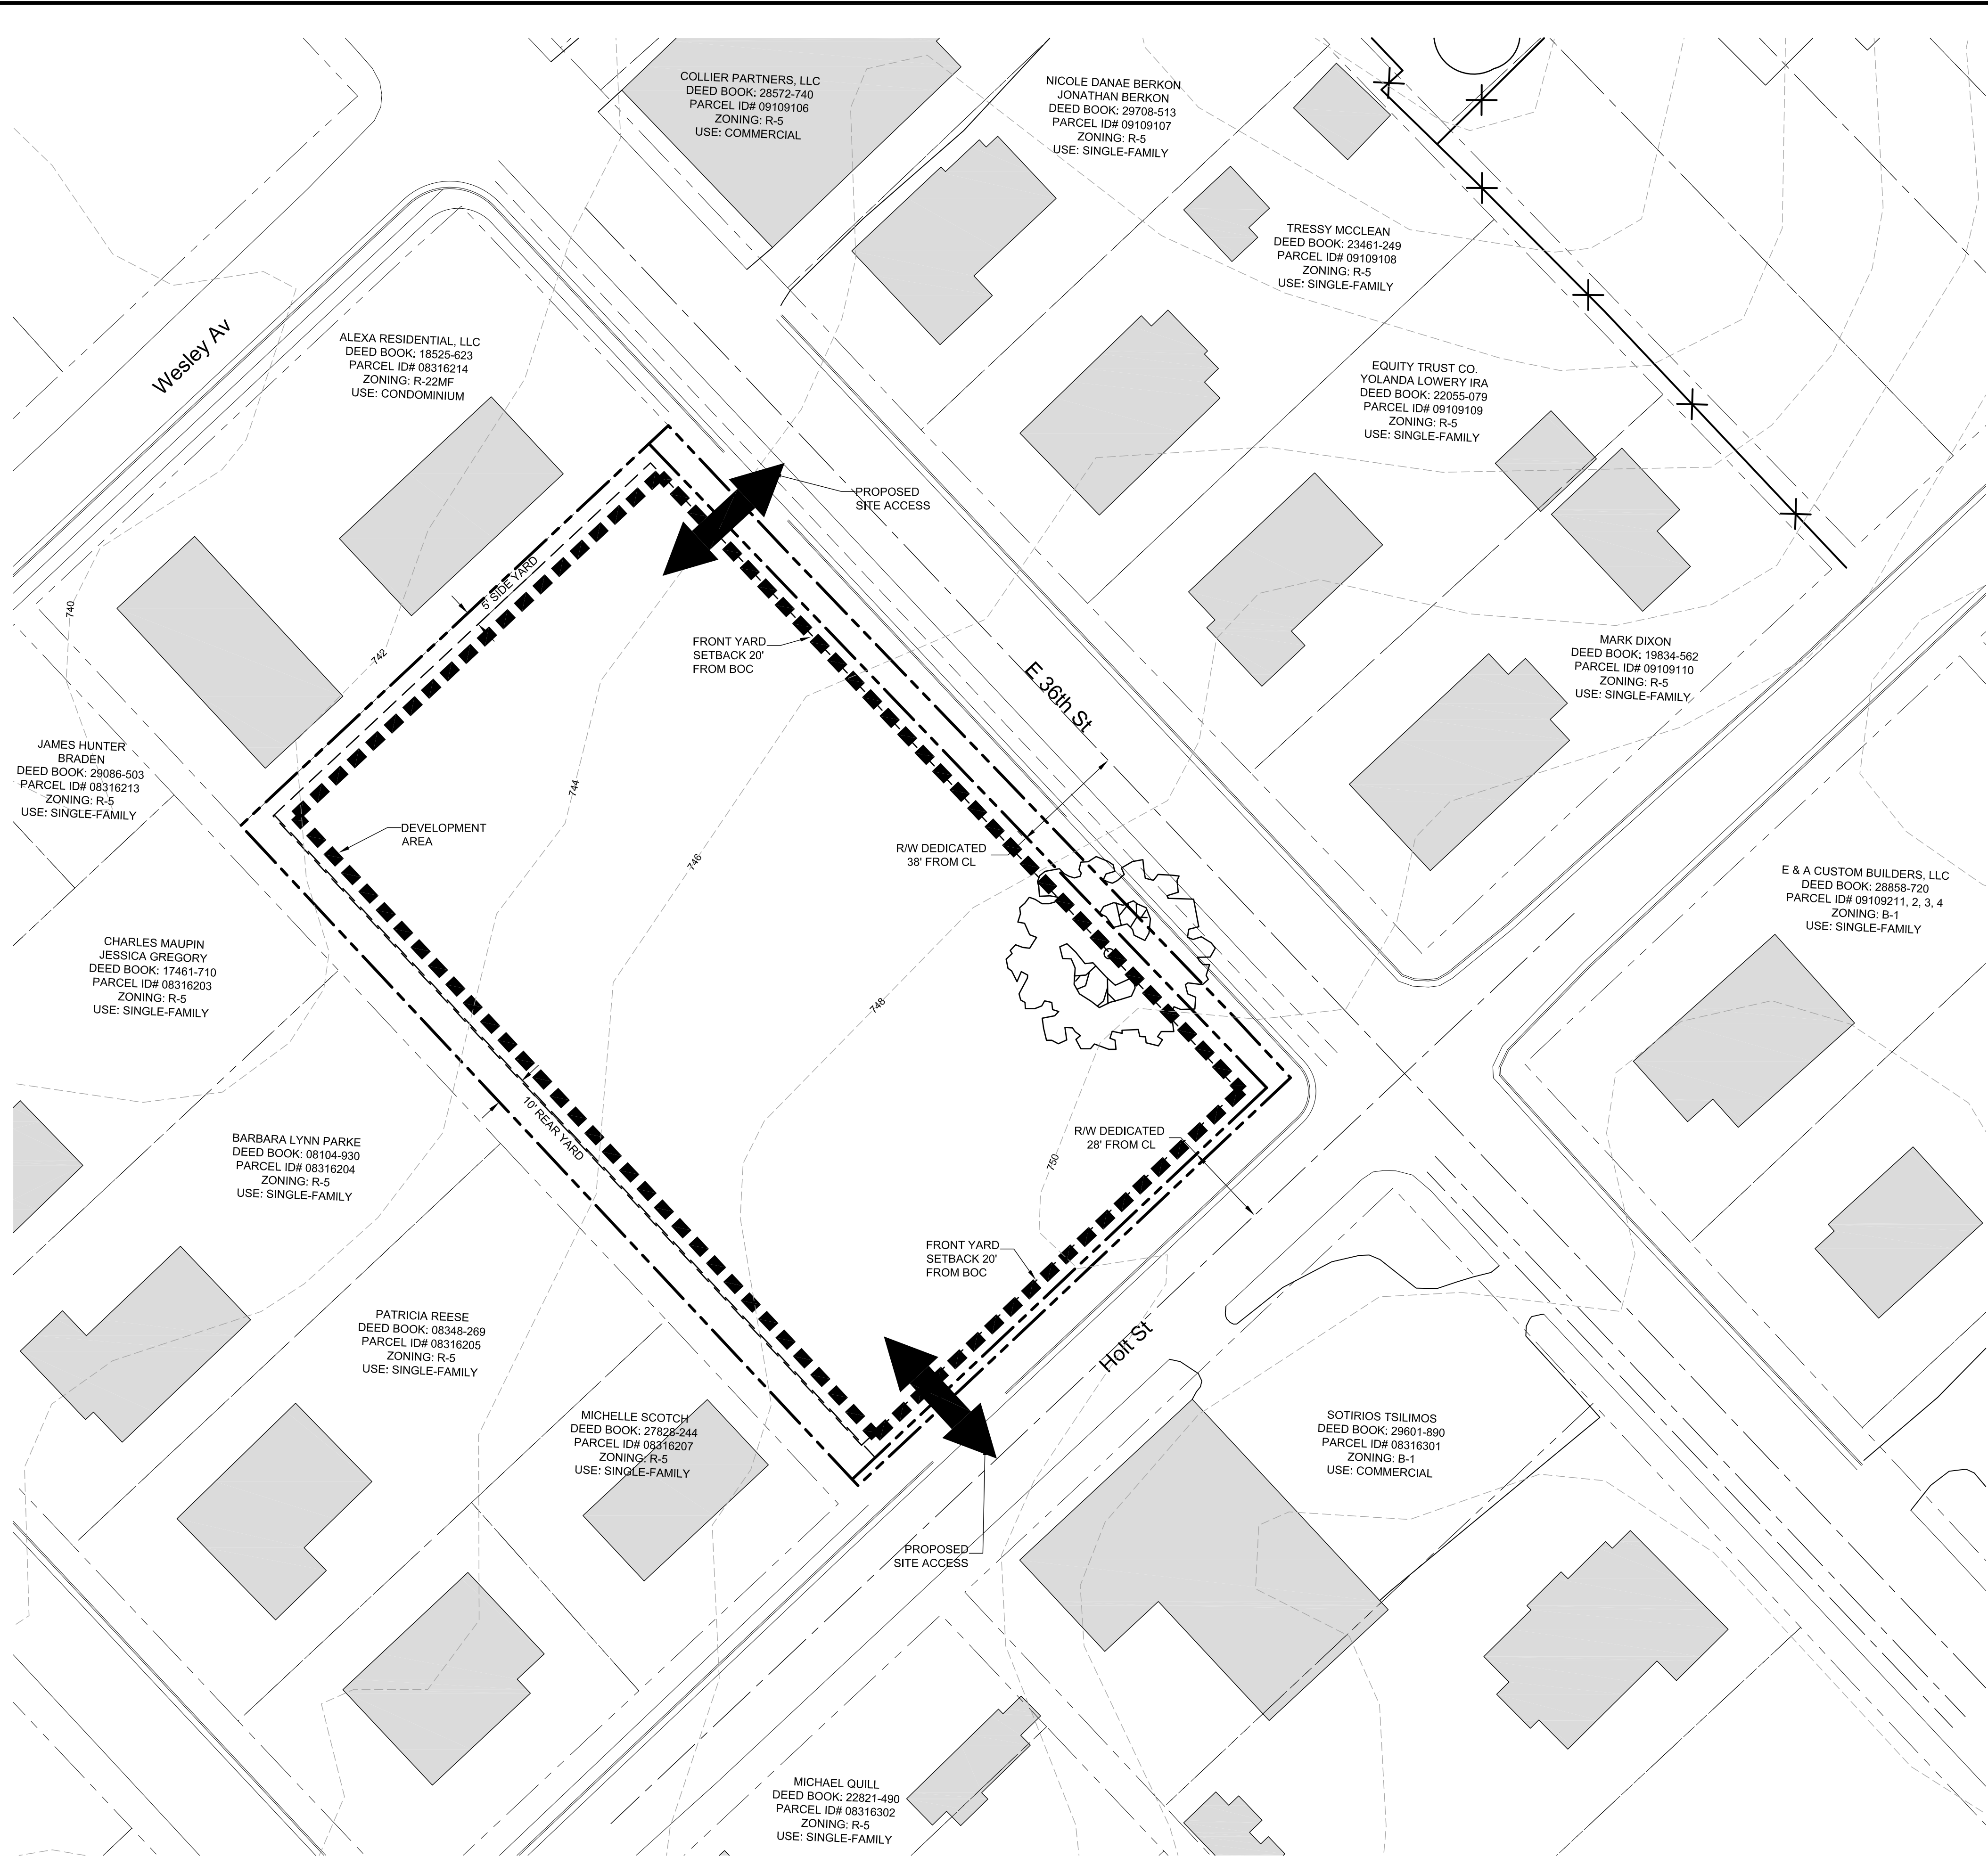 COLLIER PARTNERS, LLC
DEED BOOK: 28572-740
PARCEL ID# 09109106
ZONING: R-5
USE: COMMERCIAL
NICOLE DANAE BERKON
JONATHAN BERKON
DEED BOOK: 29708-513
PARCEL ID# 09109107
ZONING: R-5
USE: SINGLE-FAMILY
TRESSY MCCLEAN
DEED BOOK: 23461-249
PARCEL ID# 09109108
ZONING: R-5
USE: SINGLE-FAMILY
Wesley Av
ALEXA RESIDENTIAL, LLC
DEED BOOK: 18525-623
PARCEL ID# 08316214
ZONING: R-22MF
USE: CONDOMINIUM
EQUITY TRUST CO.
YOLANDA LOWERY IRA
DEED BOOK: 22055-079
PARCEL ID# 09109109
ZONING: R-5
USE: SINGLE-FAMILY
PROPOSED
SITE ACCESS
5' SIDE YARD
740
742
FRONT YARD
SETBACK 20'
FROM BOC
E 36th St
MARK DIXON
DEED BOOK: 19834-562
PARCEL ID# 09109110
ZONING: R-5
USE: SINGLE-FAMILY
JAMES HUNTER
BRADEN
DEED BOOK: 29086-503
PARCEL ID# 08316213
ZONING: R-5
USE: SINGLE-FAMILY
744
DEVELOPMENT
AREA
746
R/W DEDICATED
38' FROM CL
E & A CUSTOM BUILDERS, LLC
DEED BOOK: 28858-720
PARCEL ID# 09109211, 2, 3, 4
ZONING: B-1
USE: SINGLE-FAMILY
CHARLES MAUPIN
JESSICA GREGORY
DEED BOOK: 17461-710
PARCEL ID# 08316203
ZONING: R-5
USE: SINGLE-FAMILY
748
10' REAR YARD
BARBARA LYNN PARKE
DEED BOOK: 08104-930
PARCEL ID# 08316204
ZONING: R-5
USE: SINGLE-FAMILY
R/W DEDICATED
28' FROM CL
750
FRONT YARD
SETBACK 20'
FROM BOC
PATRICIA REESE
DEED BOOK: 08348-269
PARCEL ID# 08316205
ZONING: R-5
USE: SINGLE-FAMILY
Holt St
MICHELLE SCOTCH
DEED BOOK: 27828-244
PARCEL ID# 08316207
ZONING: R-5
USE: SINGLE-FAMILY
SOTIRIOS TSILIMOS
DEED BOOK: 29601-890
PARCEL ID# 08316301
ZONING: B-1
USE: COMMERCIAL
PROPOSED
SITE ACCESS
MICHAEL QUILL
DEED BOOK: 22821-490
PARCEL ID# 08316302
ZONING: R-5
USE: SINGLE-FAMILY